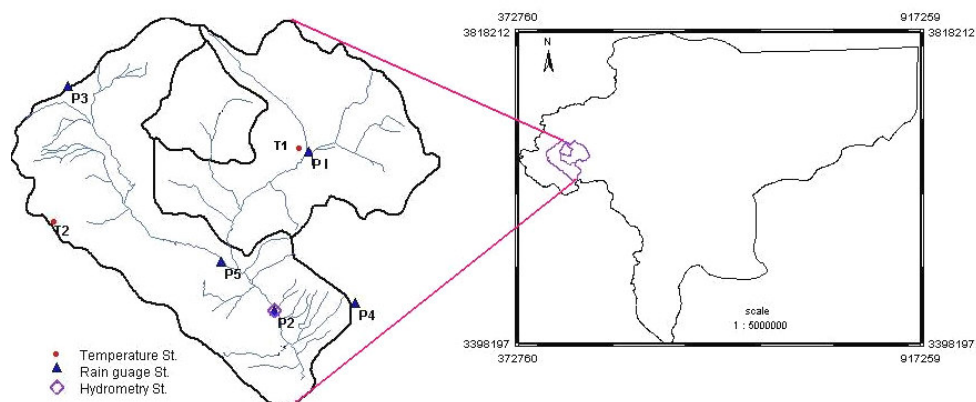 372760
917259
3818212
3818212
N
P3
T1
P1
T2
P5
P2
P4
scale
1 : 5000000
3398197
3398197
372760
917259
Temperature St.
Rain guage St.
Hydrometry St.